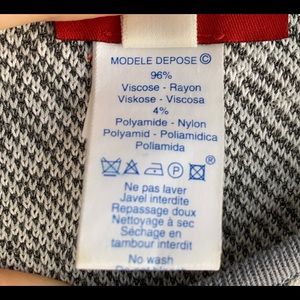 MODELE DEPOSE ©
96%
Viscose - Rayon
Viskose - Viscosa
4%
Polyamide - Nylon
Polyamid - Poliamidica
Poliamida
P ®
Ne pas laver
Javel interdite
Repassage doux
Nettoyage à sec
Séchage en
tambour interdit
No wash